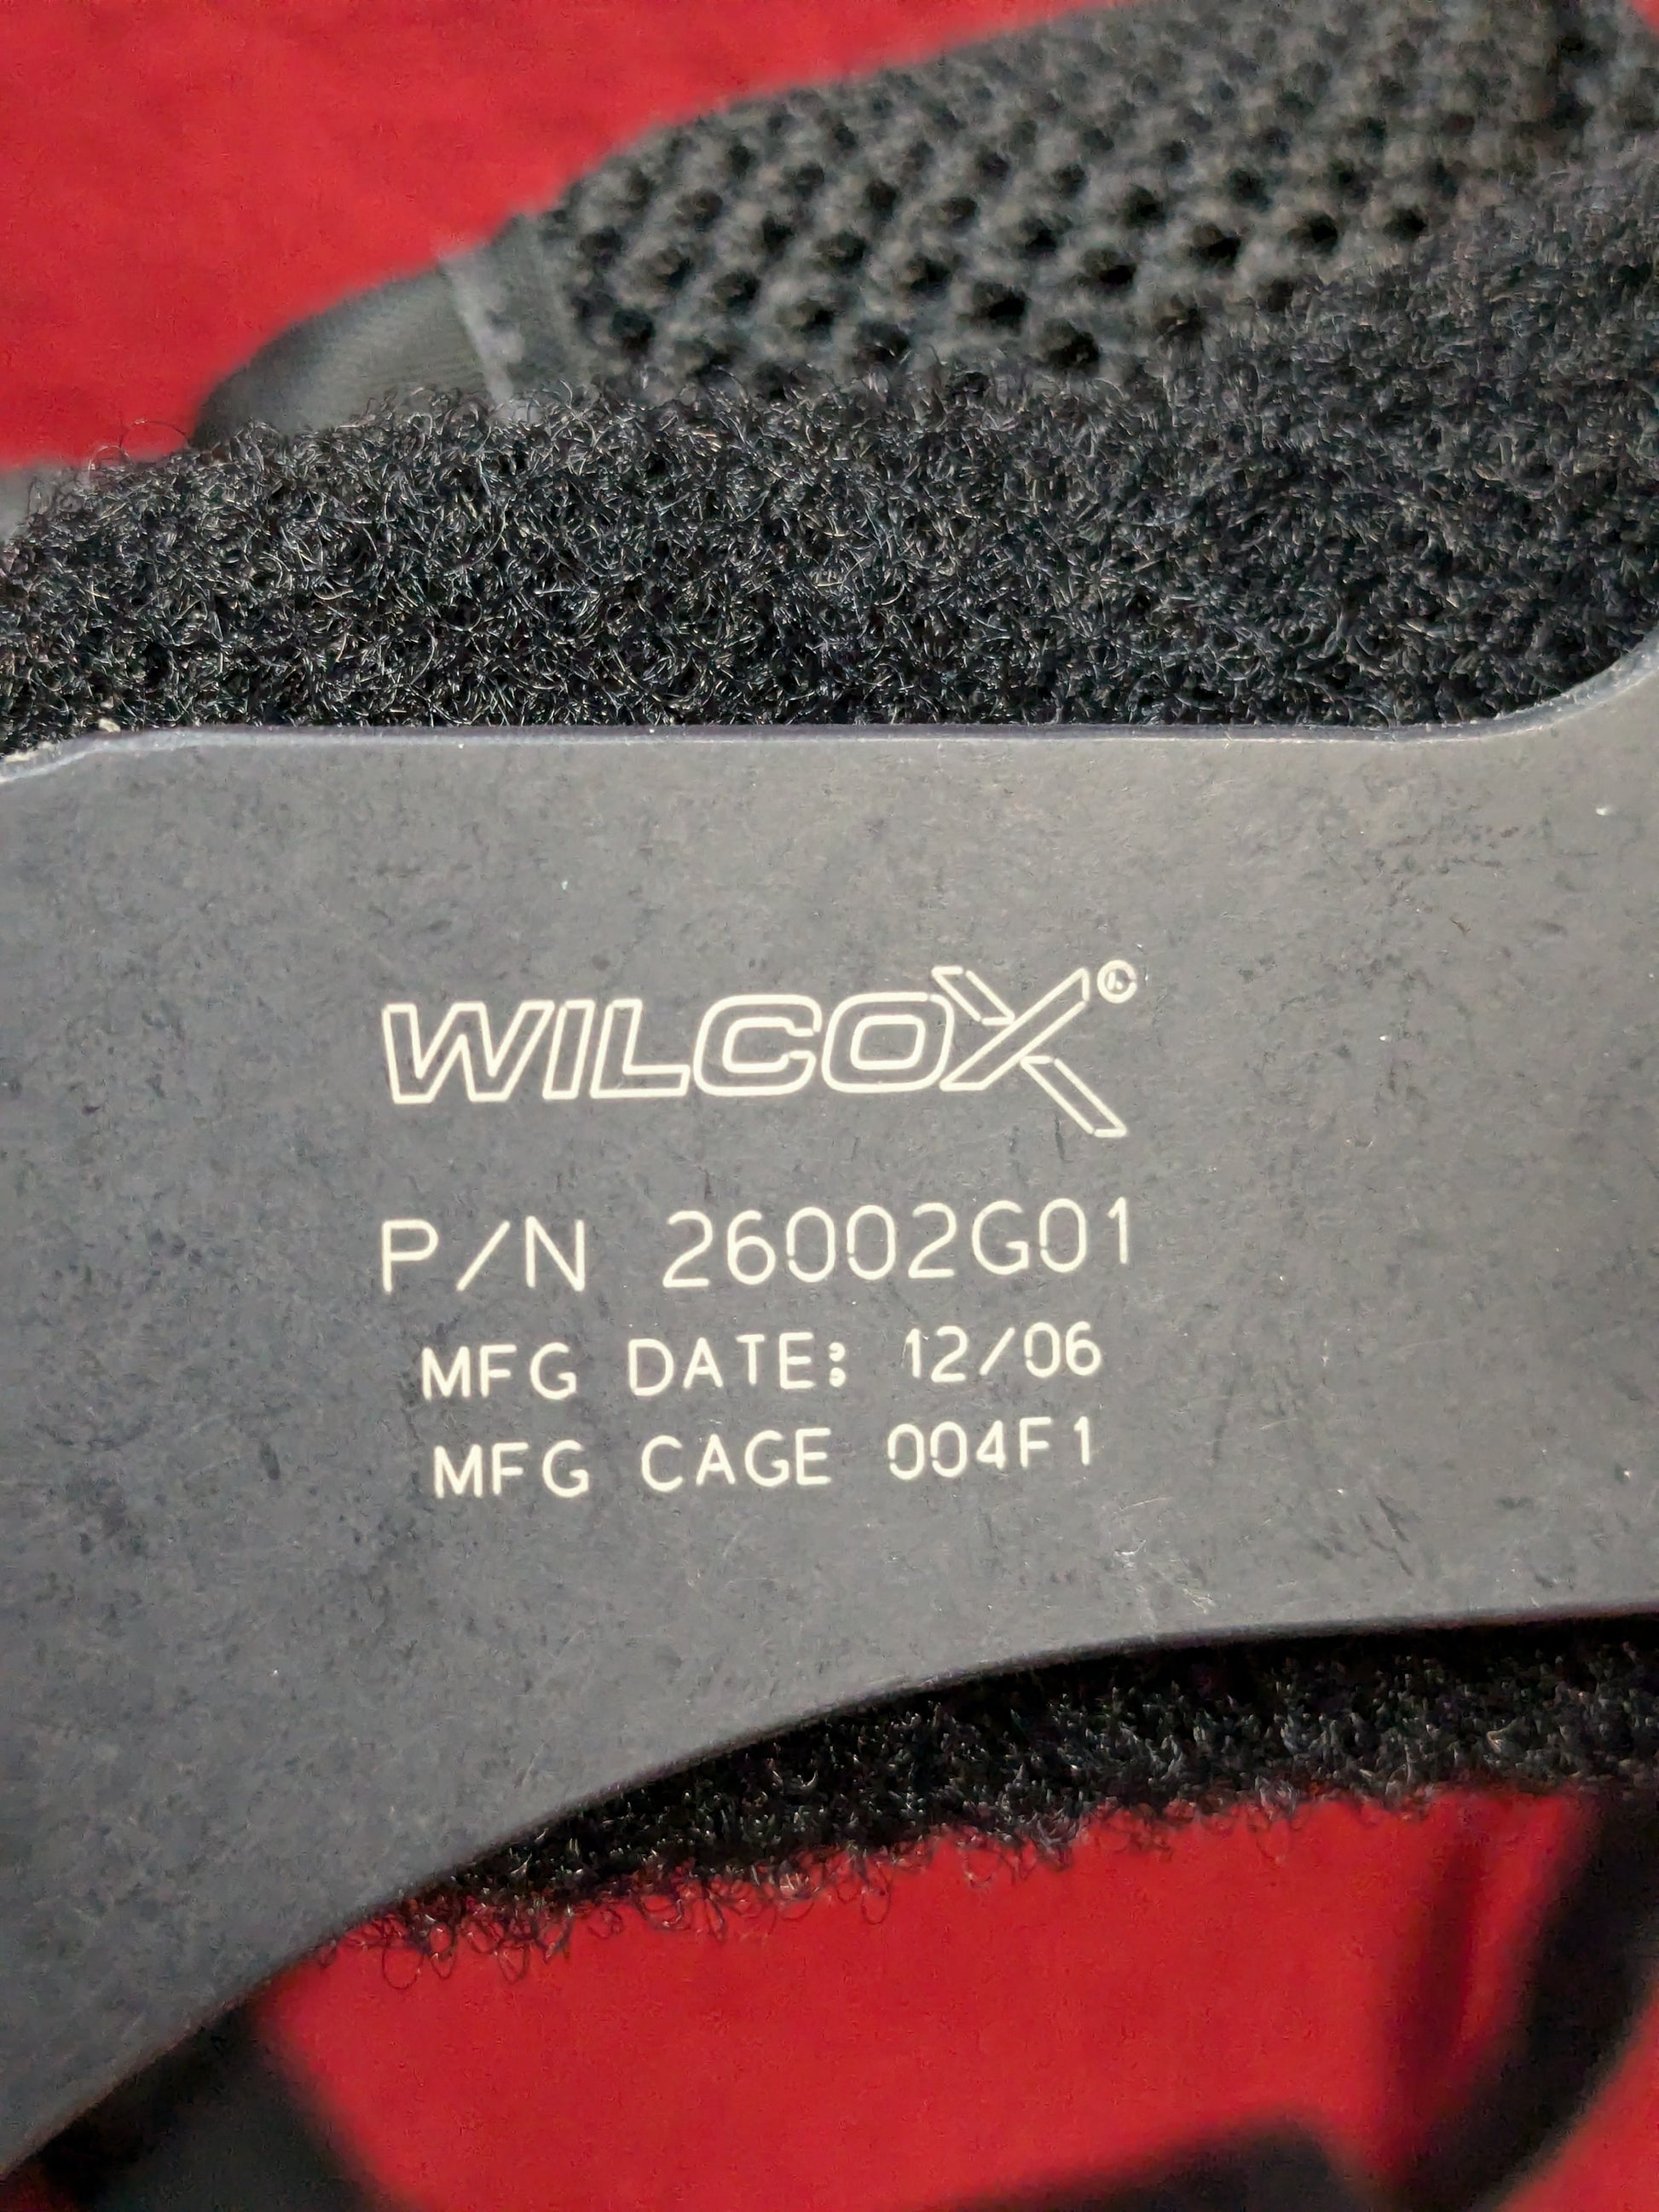 WILCOX®
P/N 26002G01
MFG DATE: 12/06
MFG CAGE 004F1